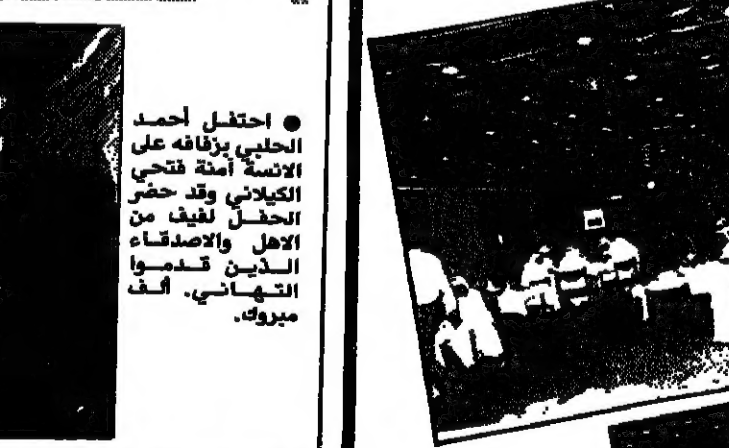 ● احتفل أحمد
الحلبي بزفافه على
الانسة آمنة فتحي
الكيلاني وقد حضر
الحفل لفيف من
الاهل والاصدقاء
الذين قدموا
التهاني. ألف
مبروك.